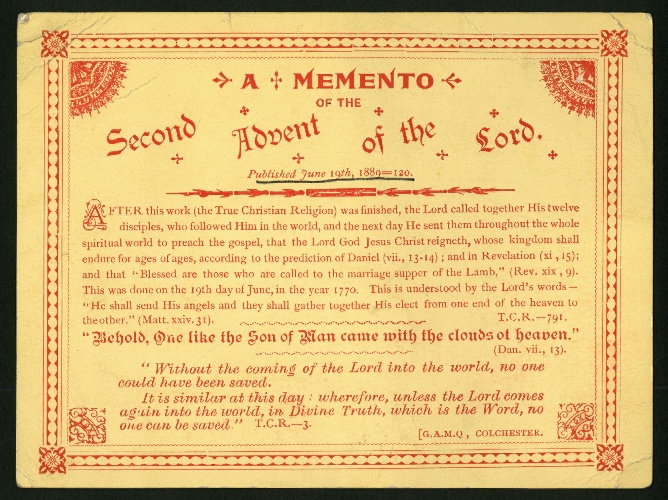 A MEMENTO
OF THE
Second Advent of the Lord.
Published June 19th, 1889=120.
AFTER this work (the True Christian Religion) was finished, the Lord called together His twelve
disciples, who followed Him in the world, and the next day He sent them throughout the whole
spiritual world to preach the gospel, that the Lord God Jesus Christ reigneth, whose kingdom shall
endure for ages of ages, according to the prediction of Daniel (vii., 13-14); and in Revelation (xi, 15);
and that "Blessed are those who are called to the marriage supper of the Lamb," (Rev. xix, 9).
This was done on the 19th day of June, in the year 1770. This is understood by the Lord's words—
"He shall send His angels and they shall gather together His elect from one end of the heaven to
the other." (Matt. xxiv. 31). T.C.R.—791.
"Behold, One like the Son of Man came with the clouds of heaven."
(Dan. vii., 13).
"Without the coming of the Lord into the world, no one
could have been saved.
It is similar at this day: wherefore, unless the Lord comes
again into the world, in Divine Truth, which is the Word, no
one can be saved." T.C.R.—3.
[G.A.M.Q, COLCHESTER.